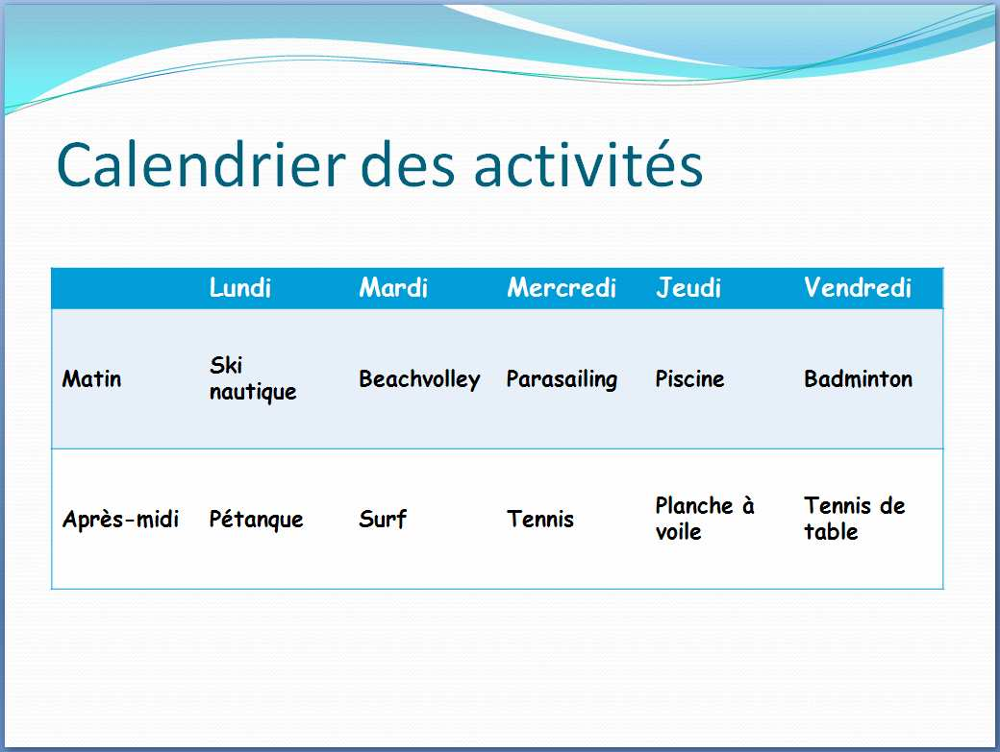 Calendrier des activités
Lundi Mardi Mercredi Jeudi Vendredi
Matin Ski nautique Beachvolley Parasailing Piscine Badminton
Après-midi Pétanque Surf Tennis Planche à voile Tennis de table